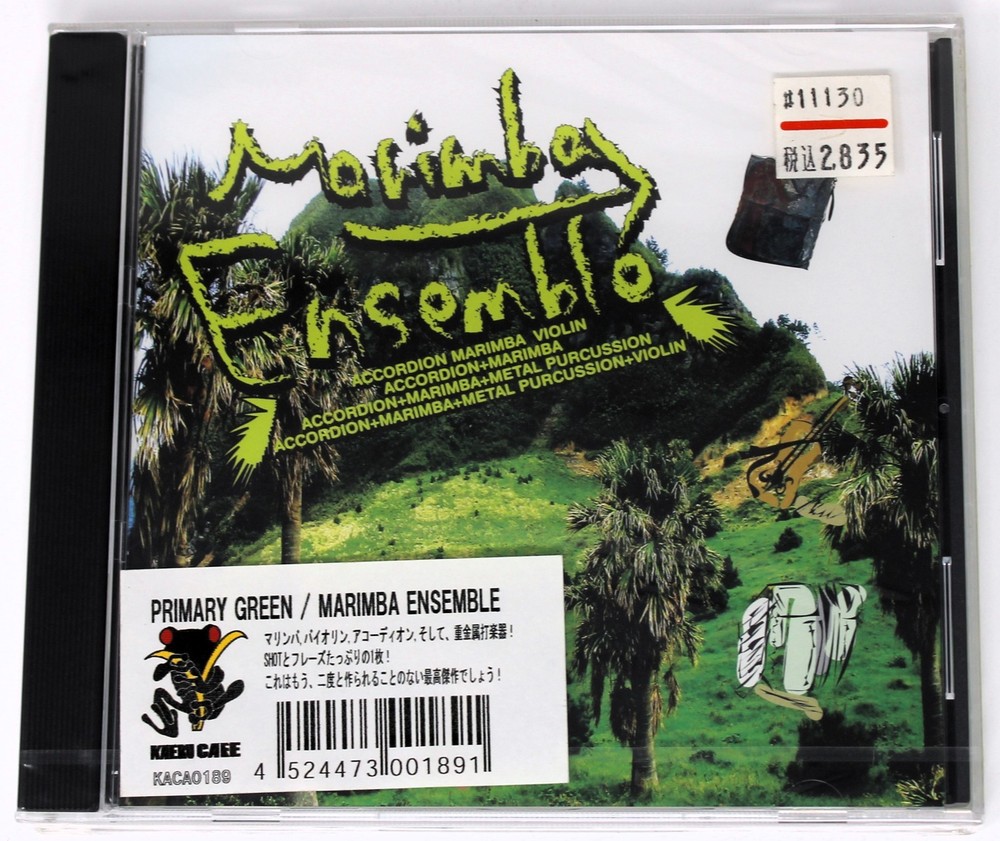 #11130
税込2,835
Marimba
Ensemble
ACCORDION MARIMBA VIOLIN
ACCORDION+MARIMBA
ACCORDION+MARIMBA+METAL PURCUSSION
ACCORDION+MARIMBA+METAL PURCUSSION+VIOLIN
PRIMARY GREEN / MARIMBA ENSEMBLE
マリンバ、バイオリン、アコーディオン、そして、重金属打楽器!
SHOTとフレーズたっぷりの1枚!
これはもう、二度と作られることのない最高傑作でしょう!
KAERU CAFE
KACA0189
4 524473 001891